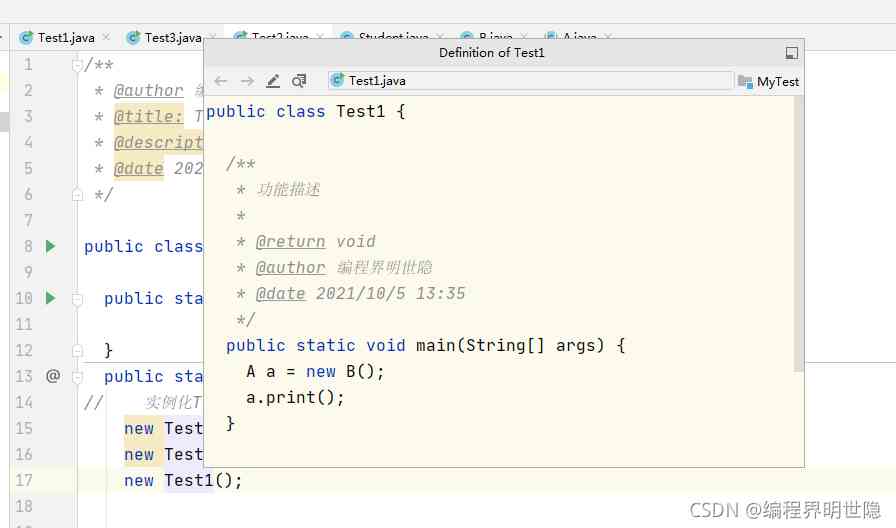 Test1.java × Test3.java × Test2.java × Student.java × B.java × A.java ×
Definition of Test1
Test1.java MyTest
1 /**
2 * @author 编
3 * @title: T
4 * @descript
5 * @date 202
6 */
7
8 public class
9
10 public sta
11
12 }
13 @ public sta
14 // 实例化T
15 new Test
16 new Test
17 new Test1();
18
public class Test1 {
/**
* 功能描述
*
* @return void
* @author 编程界明世隐
* @date 2021/10/5 13:35
*/
public static void main(String[] args) {
A a = new B();
a.print();
}
CSDN @编程界明世隐